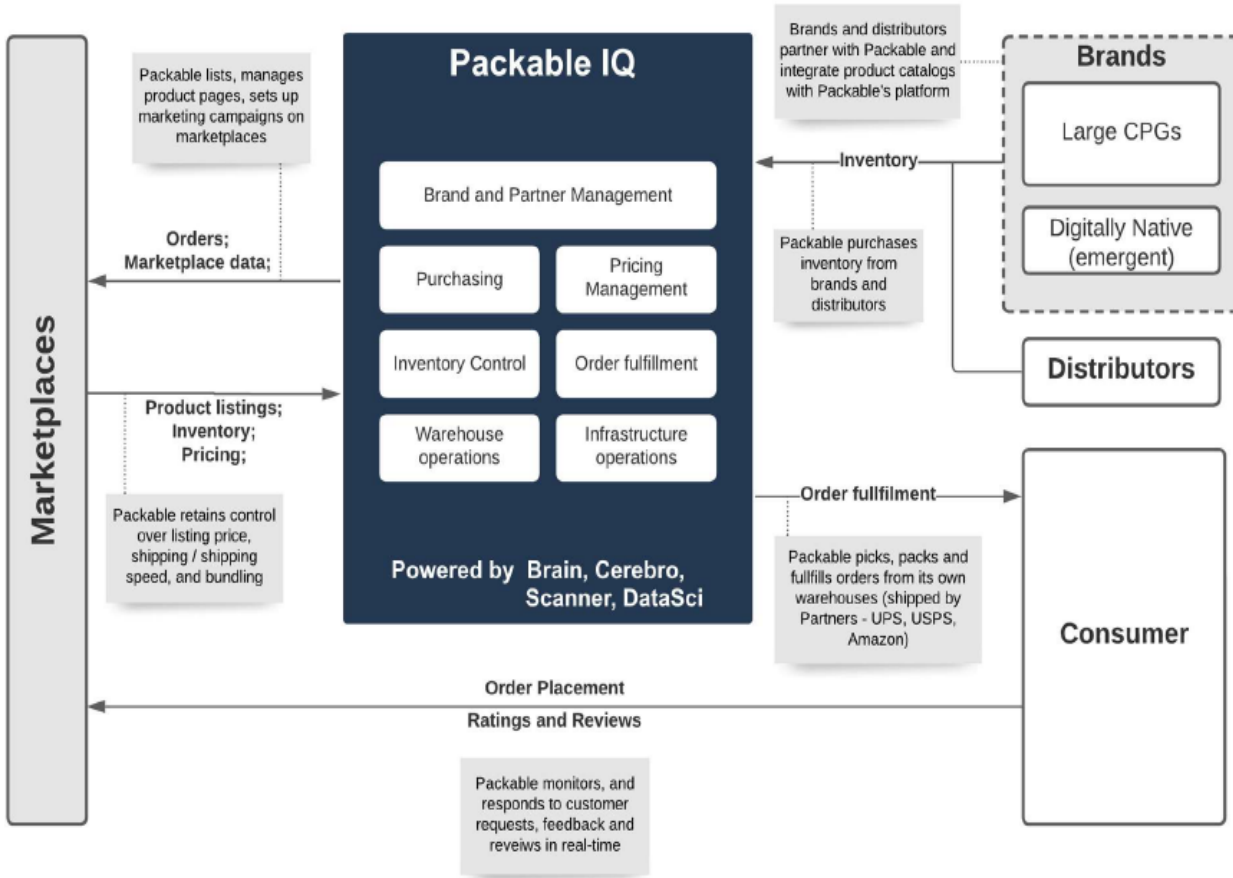 Marketplaces
Packable lists, manages
product pages, sets up
marketing campaigns on
marketplaces
Orders;
Marketplace data;
Product listings;
Inventory;
Pricing;
Packable retains control
over listing price,
shipping / shipping
speed, and bundling
Packable IQ
Brand and Partner Management
Purchasing
Pricing
Management
Inventory Control
Order fulfillment
Warehouse
operations
Infrastructure
operations
Powered by Brain, Cerebro,
Scanner, DataSci
Brands and distributors
partner with Packable and
integrate product catalogs
with Packable's platform
Inventory
Packable purchases
inventory from
brands and
distributors
Brands
Large CPGs
Digitally Native
(emergent)
Distributors
Order fullfilment
Packable picks, packs and
fullfills orders from its own
warehouses (shipped by
Partners - UPS, USPS,
Amazon)
Consumer
Order Placement
Ratings and Reviews
Packable monitors, and
responds to customer
requests, feedback and
reveiws in real-time